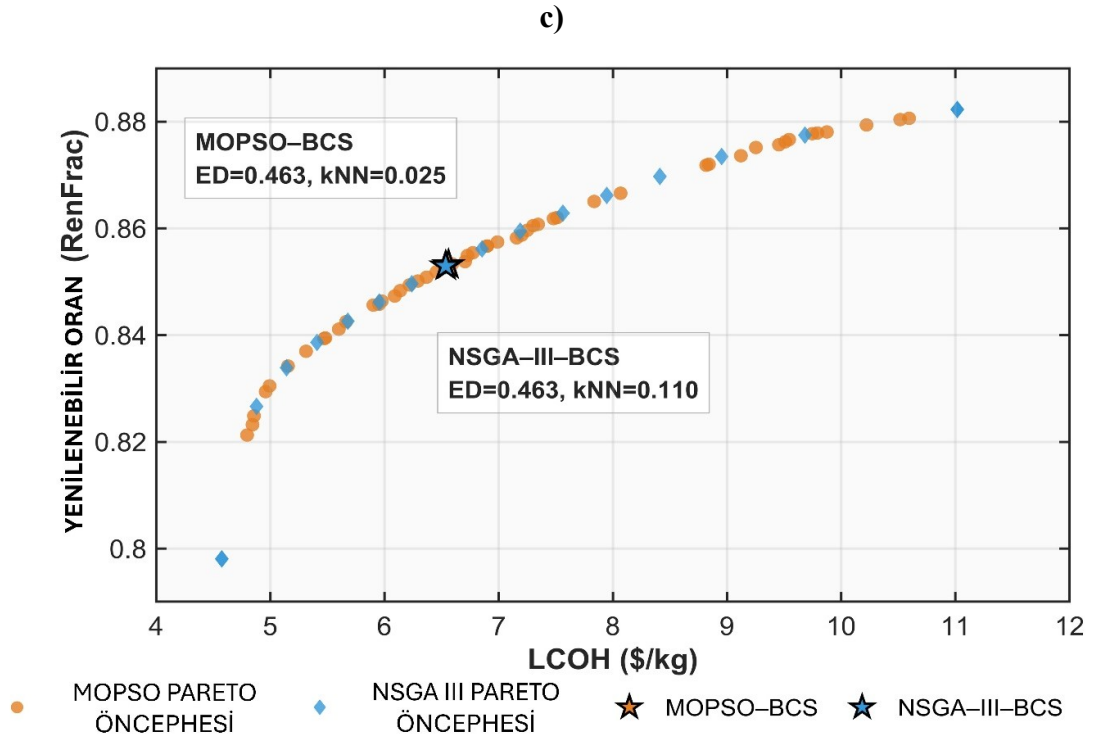 c)
MOPSO–BCS
ED=0.463, kNN=0.025
NSGA–III–BCS
ED=0.463, kNN=0.110
YENİLENEBİLİR ORAN (RenFrac)
0.88
0.86
0.84
0.82
0.8
4 5 6 7 8 9 10 11 12
LCOH ($/kg)
MOPSO PARETO
ÖNCEPHESİ
NSGA III PARETO
ÖNCEPHESİ
MOPSO–BCS
NSGA–III–BCS